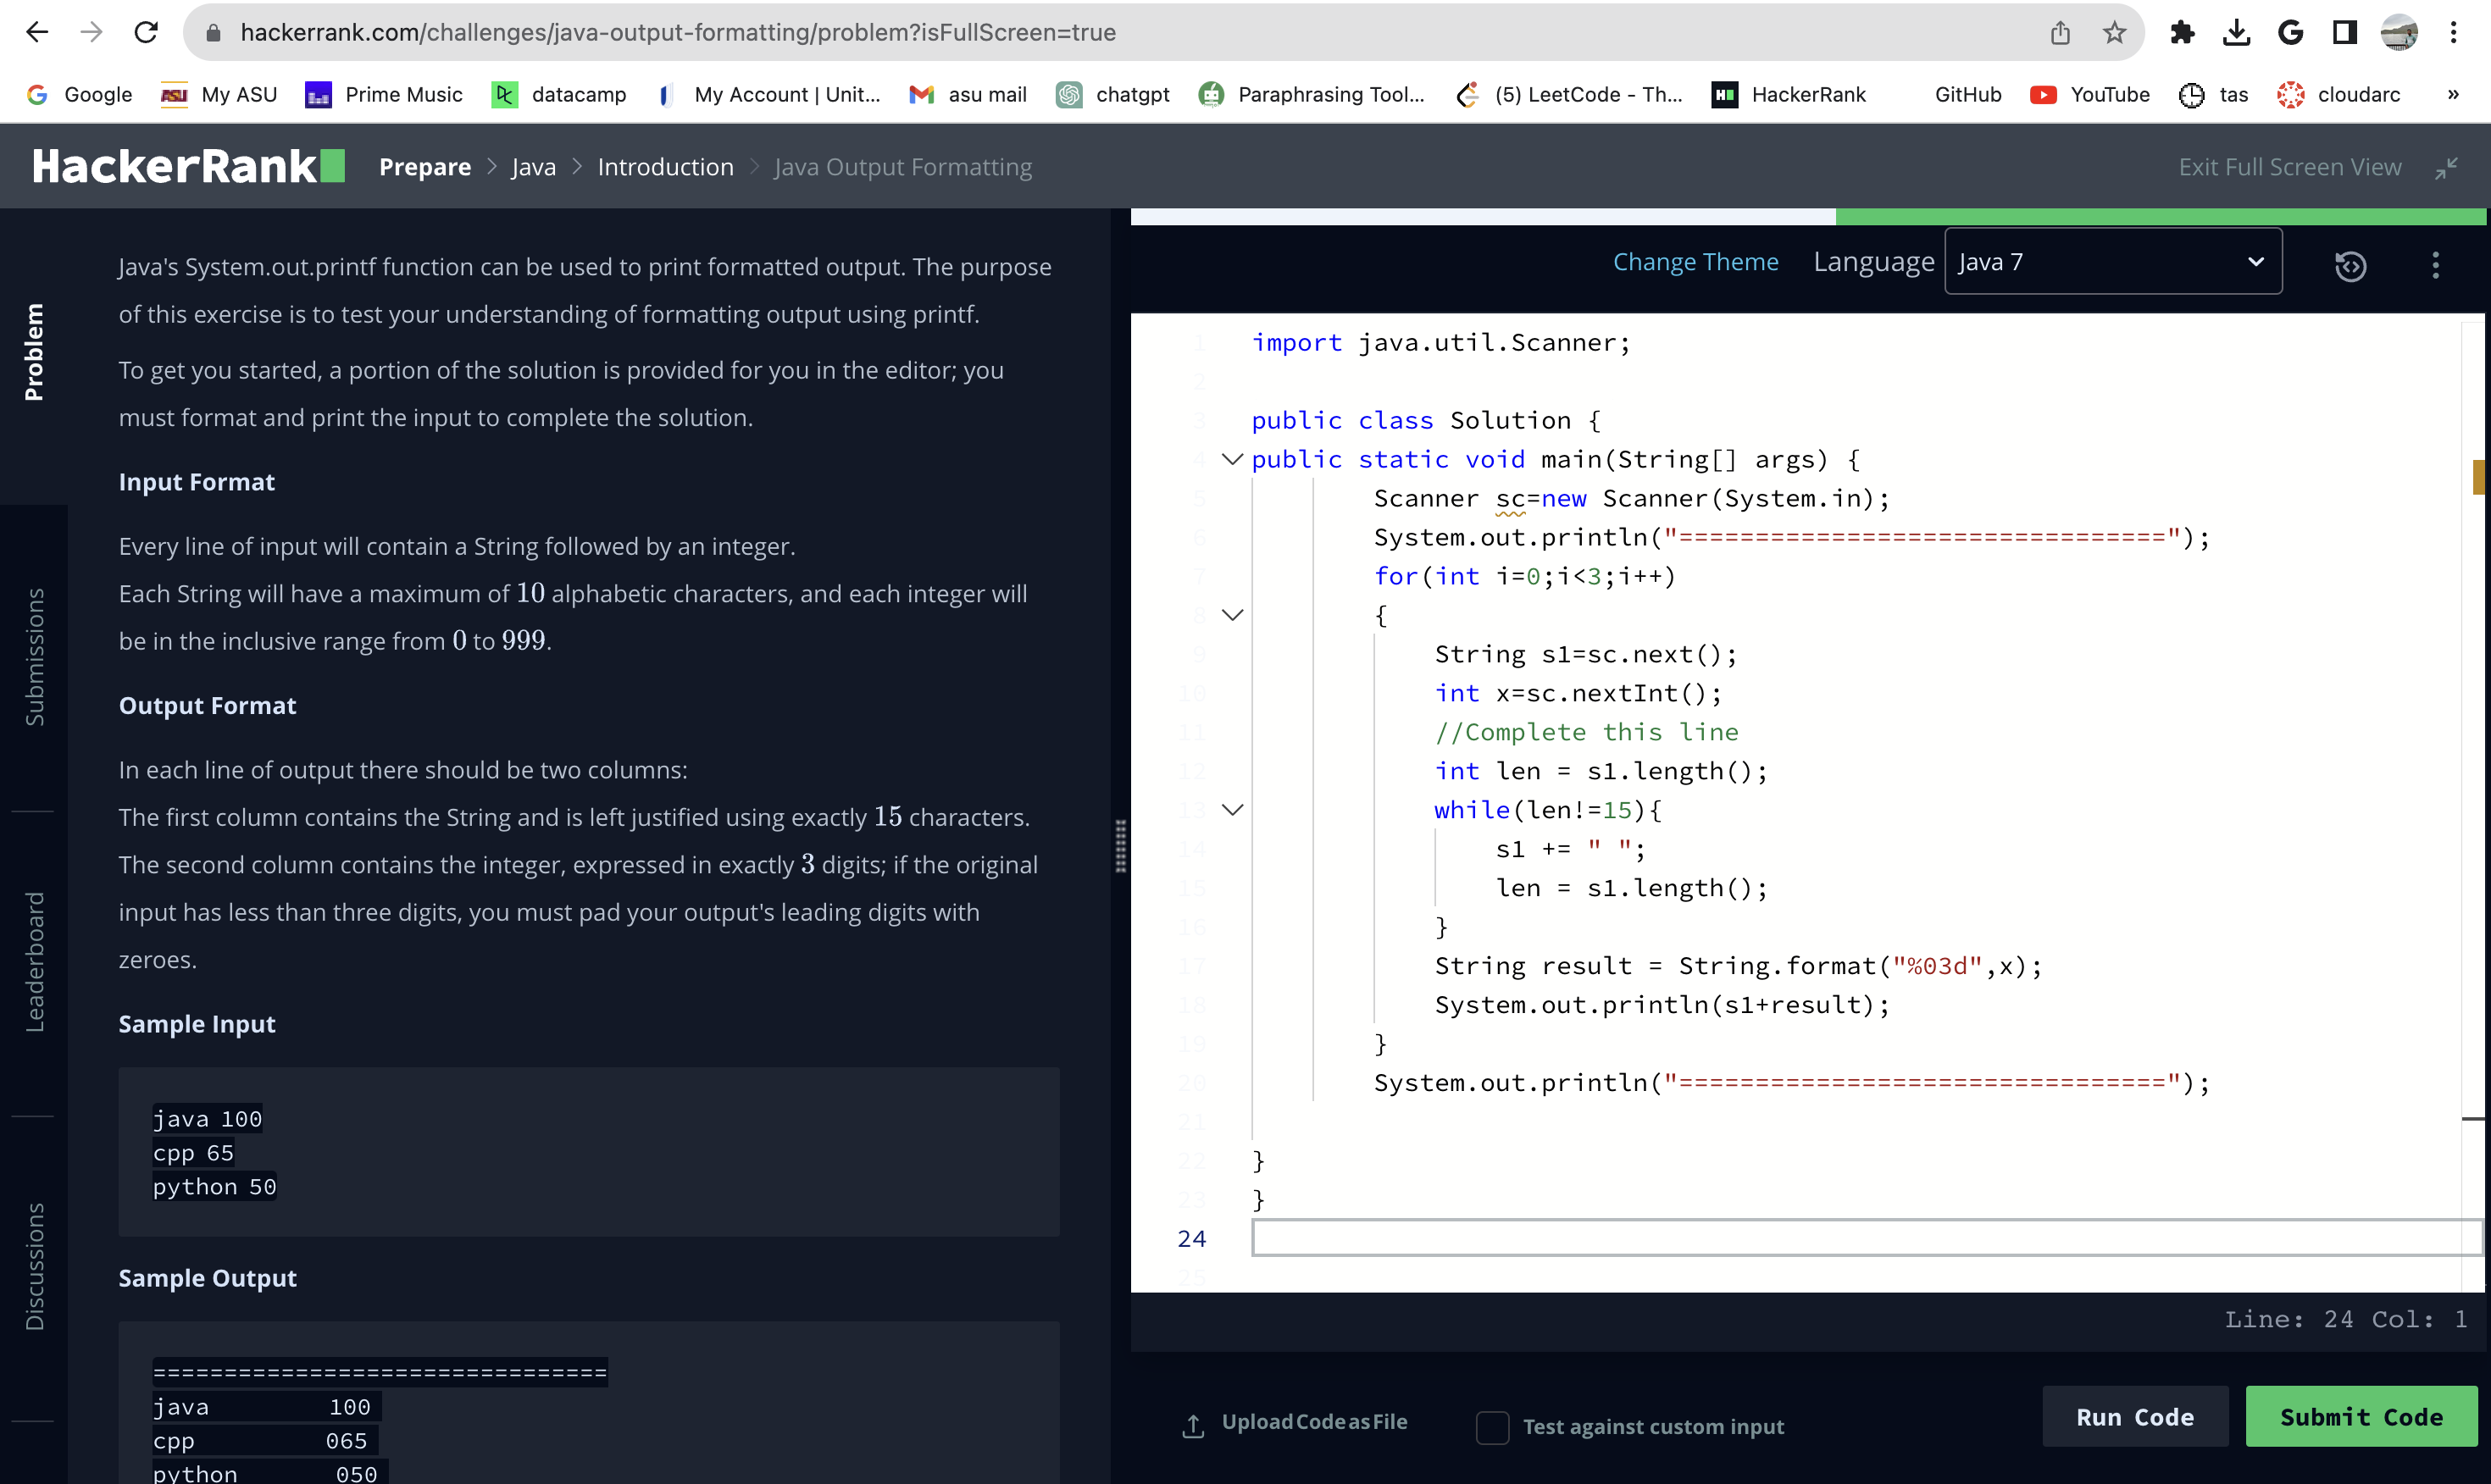 hackerrank.com/challenges/java-output-formatting/problem?isFullScreen=true
Google My ASU Prime Music datacamp My Account | Unit... asu mail chatgpt Paraphrasing Tool... (5) LeetCode - Th... HackerRank GitHub YouTube tas cloudarc »
HackerRank Prepare > Java > Introduction > Java Output Formatting Exit Full Screen View
Problem
Submissions
Leaderboard
Discussions
Java's System.out.printf function can be used to print formatted output. The purpose
of this exercise is to test your understanding of formatting output using printf.
To get you started, a portion of the solution is provided for you in the editor; you
must format and print the input to complete the solution.
Input Format
Every line of input will contain a String followed by an integer.
Each String will have a maximum of 10 alphabetic characters, and each integer will
be in the inclusive range from 0 to 999.
Output Format
In each line of output there should be two columns:
The first column contains the String and is left justified using exactly 15 characters.
The second column contains the integer, expressed in exactly 3 digits; if the original
input has less than three digits, you must pad your output's leading digits with
zeroes.
Sample Input
java 100
cpp 65
python 50
Sample Output
================================
java           100
cpp            065
python         050
Change Theme Language Java 7
1 import java.util.Scanner;
2
3 public class Solution {
4 public static void main(String[] args) {
5 Scanner sc=new Scanner(System.in);
6 System.out.println("================================");
7 for(int i=0;i<3;i++)
8 {
9 String s1=sc.next();
10 int x=sc.nextInt();
11 //Complete this line
12 int len = s1.length();
13 while(len!=15){
14 s1 += " ";
15 len = s1.length();
16 }
17 String result = String.format("%03d",x);
18 System.out.println(s1+result);
19 }
20 System.out.println("================================");
21
22 }
23 }
24
25
Line: 24 Col: 1
Upload Code as File Test against custom input Run Code Submit Code